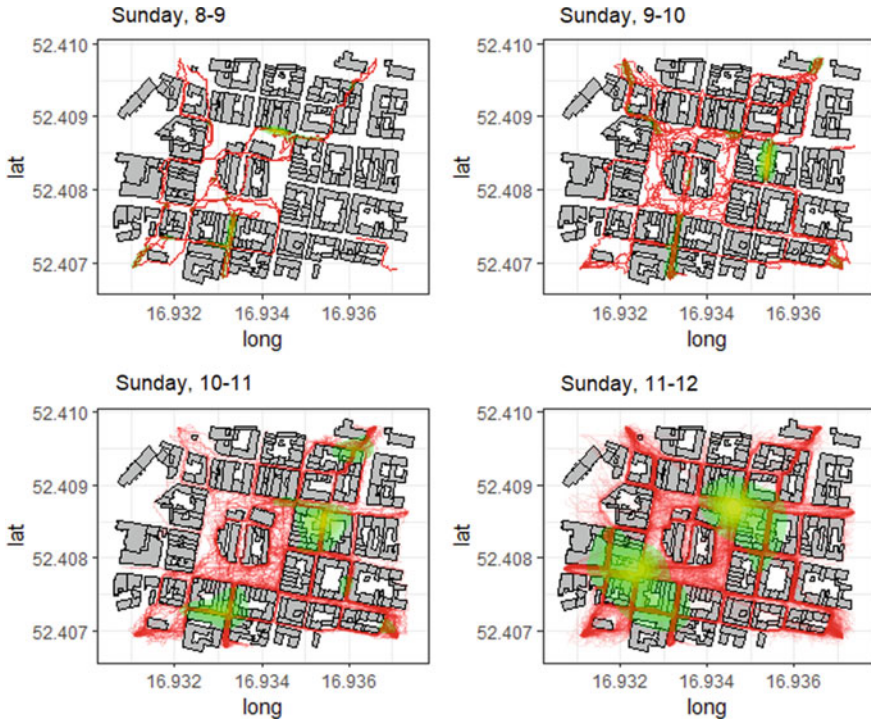 Sunday, 8-9
52.410
52.409
52.408
52.407
lat
16.932 16.934 16.936
long
Sunday, 9-10
52.410
52.409
52.408
52.407
lat
16.932 16.934 16.936
long
Sunday, 10-11
52.410
52.409
52.408
52.407
lat
16.932 16.934 16.936
long
Sunday, 11-12
52.410
52.409
52.408
52.407
lat
16.932 16.934 16.936
long